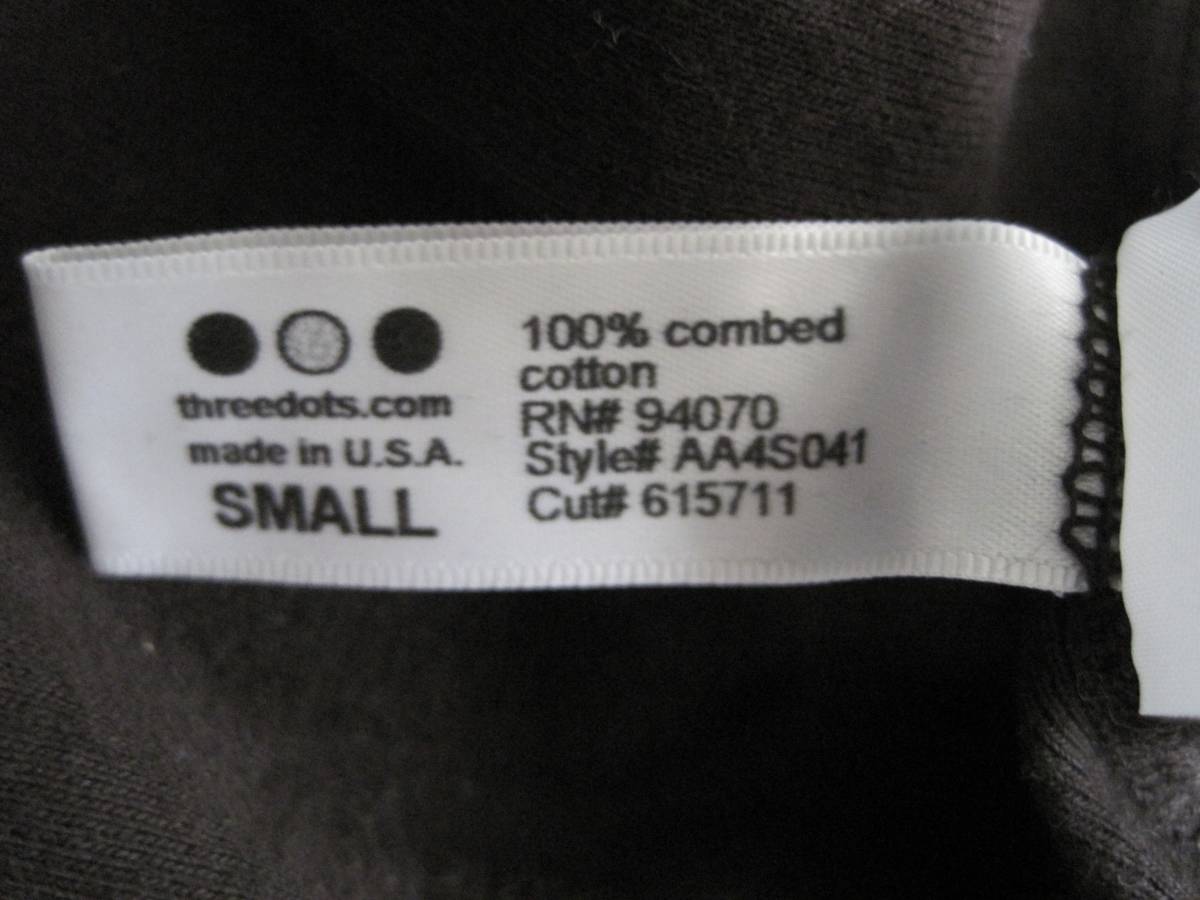 threedots.com
made in U.S.A.
SMALL
100% combed
cotton
RN# 94070
Style# AA4S041
Cut# 615711